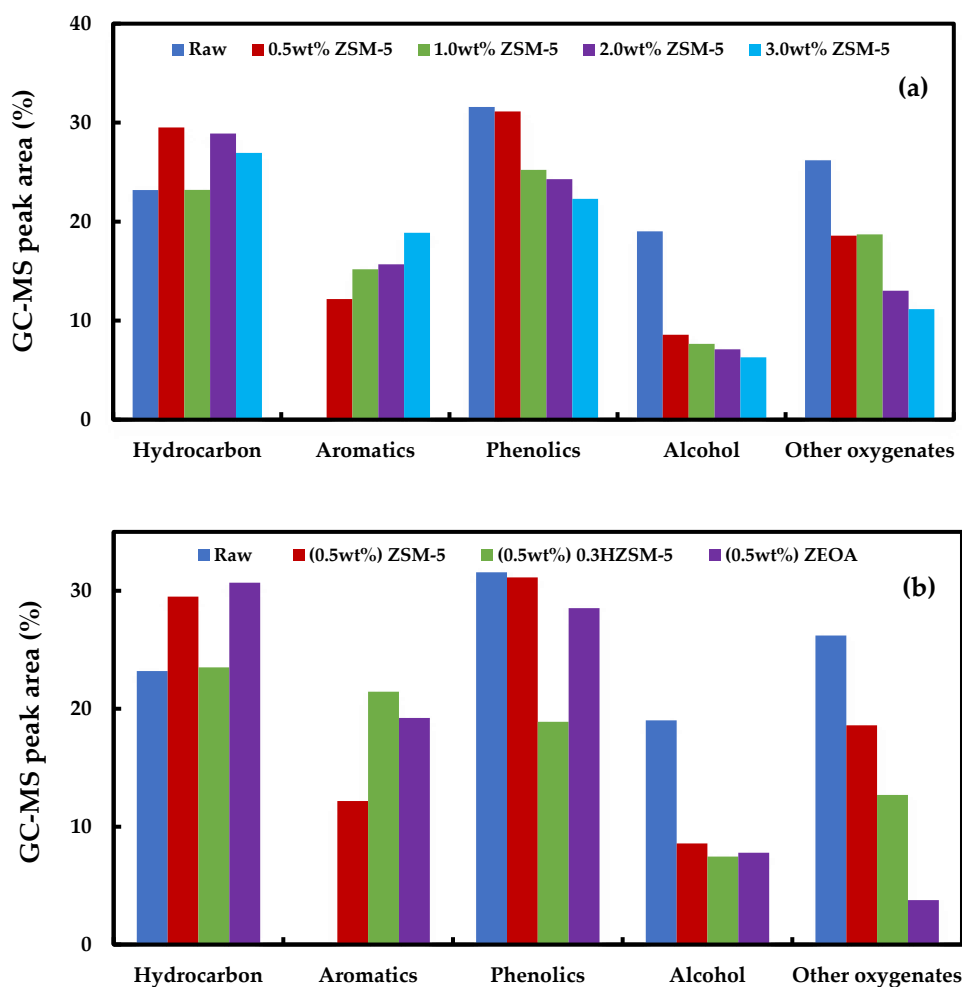 40
Raw 0.5wt% ZSM-5 1.0wt% ZSM-5 2.0wt% ZSM-5 3.0wt% ZSM-5
(a)
30
20
10
0
GC-MS peak area (%)
Hydrocarbon Aromatics Phenolics Alcohol Other oxygenates
Raw (0.5wt%) ZSM-5 (0.5wt%) 0.3HZSM-5 (0.5wt%) ZEOA
(b)
30
20
10
0
GC-MS peak area (%)
Hydrocarbon Aromatics Phenolics Alcohol Other oxygenates